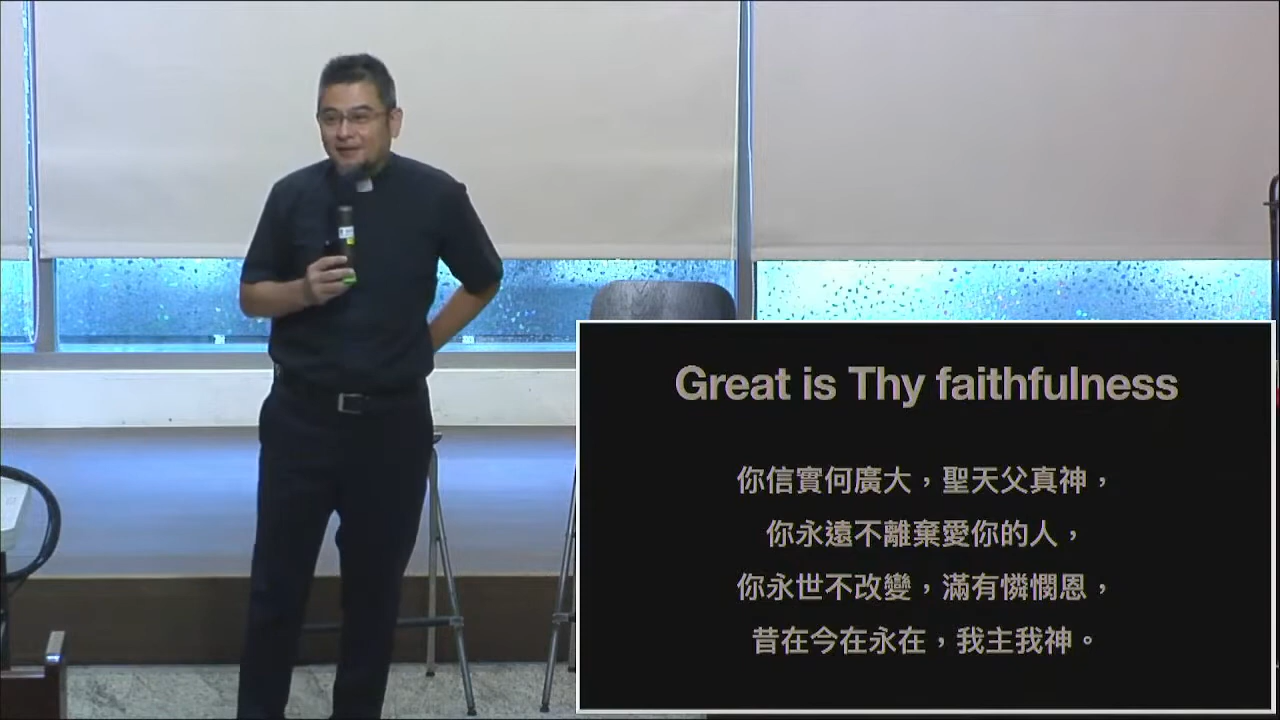 Great is Thy faithfulness
你信實何廣大，聖天父真神，
你永遠不離棄愛你的人，
你永世不改變，滿有憐憫恩，
昔在今在永在，我主我神。